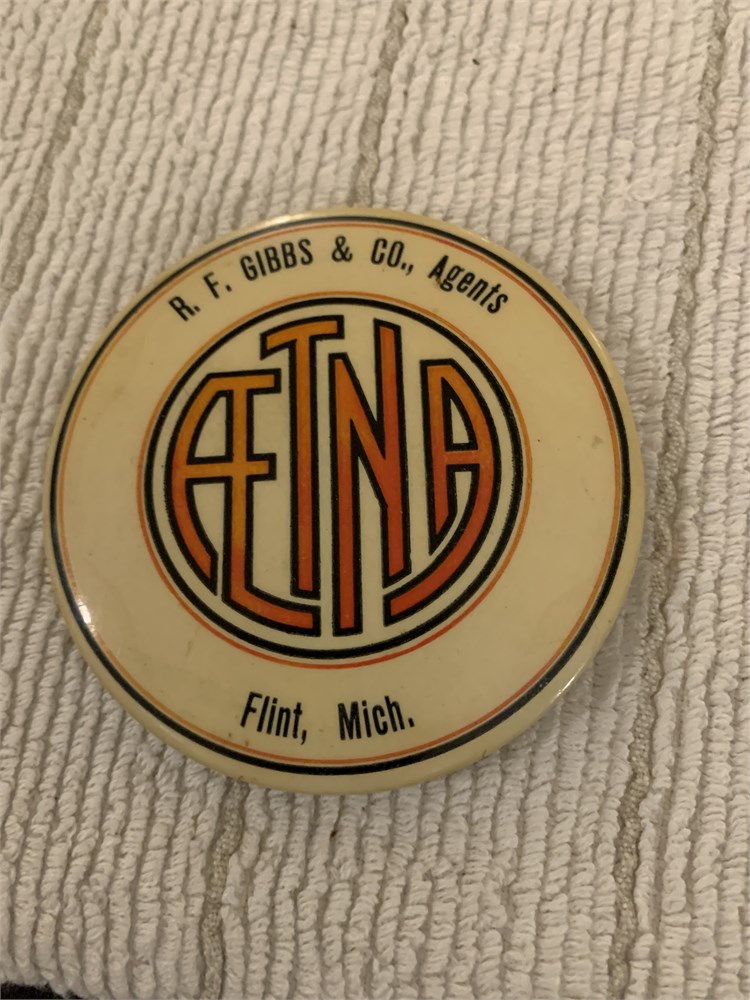 R. F. GIBBS & CO., Agents
ÆTNA
Flint, Mich.